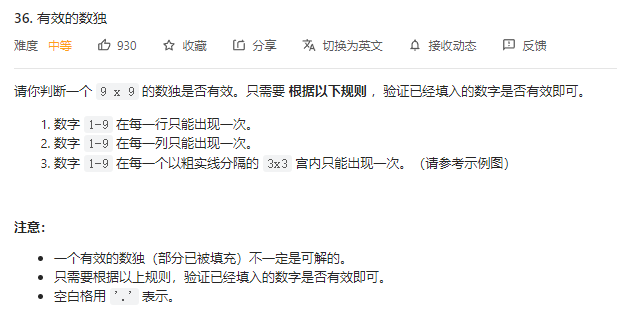 36. 有效的数独
难度 中等 930 收藏 分享 切换为英文 接收动态 反馈
请你判断一个 9 x 9 的数独是否有效。只需要 根据以下规则 ，验证已经填入的数字是否有效即可。
1. 数字 1-9 在每一行只能出现一次。
2. 数字 1-9 在每一列只能出现一次。
3. 数字 1-9 在每一个以粗实线分隔的 3x3 宫内只能出现一次。（请参考示例图）
注意：
• 一个有效的数独（部分已被填充）不一定是可解的。
• 只需要根据以上规则，验证已经填入的数字是否有效即可。
• 空白格用 '.' 表示。